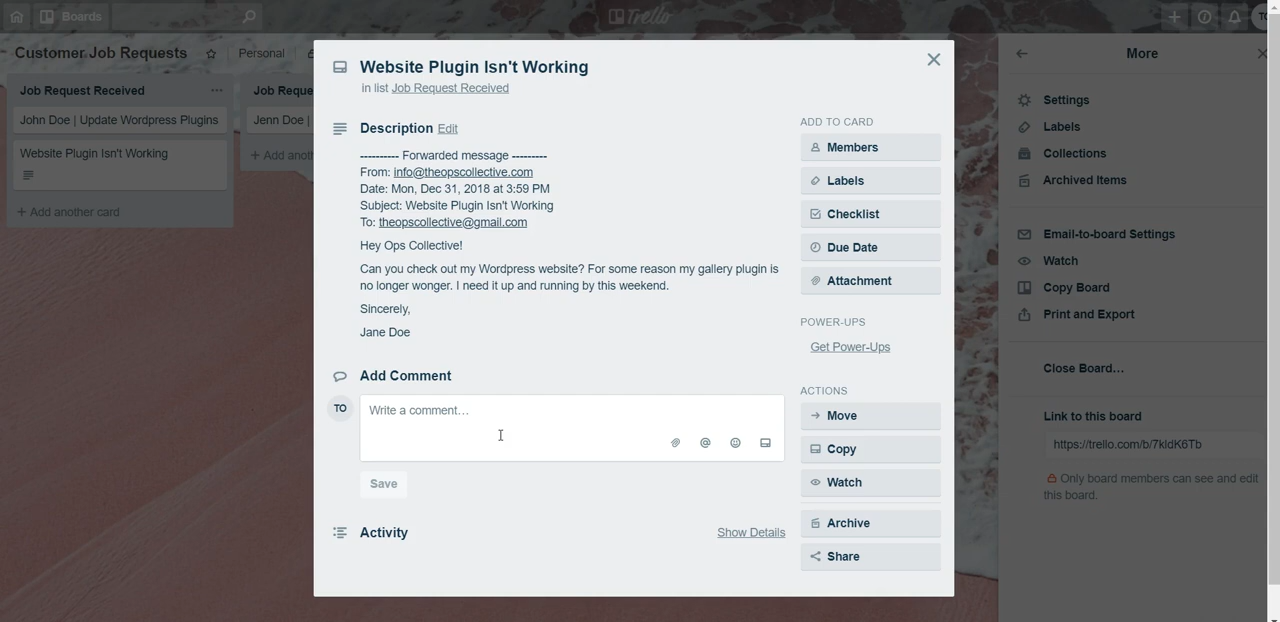 Boards
Trello
TO
Customer Job Requests
Personal
Job Request Received
John Doe | Update Wordpress Plugins
Website Plugin Isn't Working
+ Add another card
Job Reque
Jenn Doe |
+ Add anoth
Website Plugin Isn't Working
in list Job Request Received
Description Edit
---------- Forwarded message ---------
From: info@theopscollective.com
Date: Mon, Dec 31, 2018 at 3:59 PM
Subject: Website Plugin Isn't Working
To: theopscollective@gmail.com
Hey Ops Collective!
Can you check out my Wordpress website? For some reason my gallery plugin is
no longer wonger. I need it up and running by this weekend.
Sincerely,
Jane Doe
Add Comment
TO
Write a comment…
Save
Activity
Show Details
ADD TO CARD
Members
Labels
Checklist
Due Date
Attachment
POWER-UPS
Get Power-Ups
ACTIONS
Move
Copy
Watch
Archive
Share
More
Settings
Labels
Collections
Archived Items
Email-to-board Settings
Watch
Copy Board
Print and Export
Close Board...
Link to this board
https://trello.com/b/7kldK6Tb
Only board members can see and edit
this board.